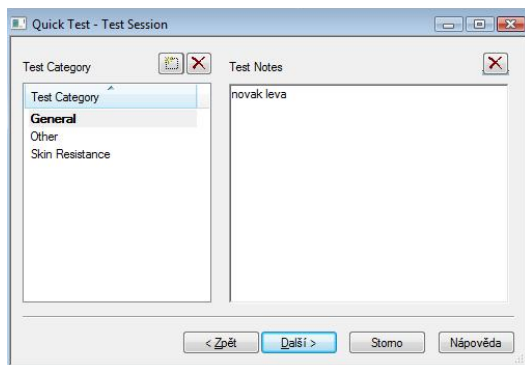 Quick Test - Test Session
Test Category
Test Notes
Test Category
General
Other
Skin Resistance
novak leva
< Zpět
Další >
Storno
Nápověda